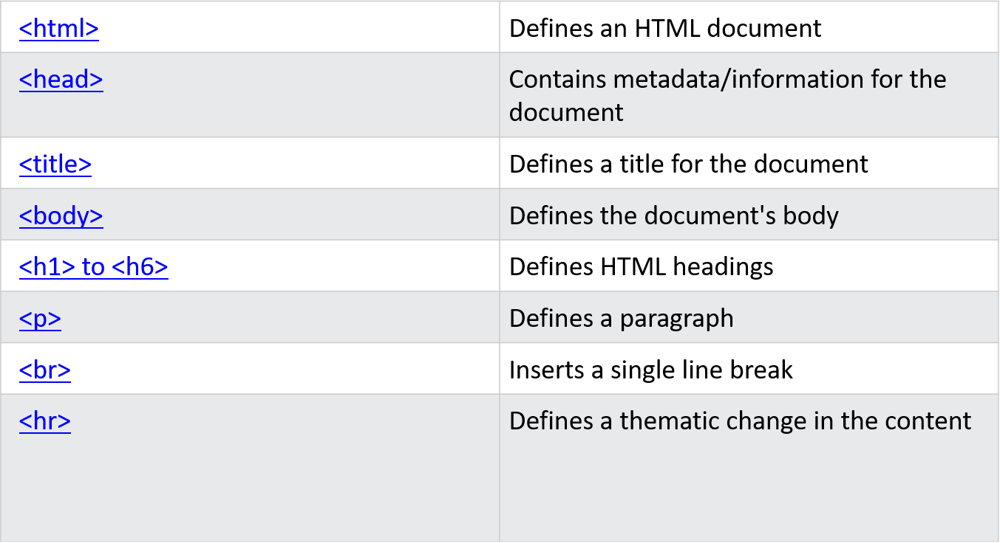 <html> Defines an HTML document
<head> Contains metadata/information for the
document
<title> Defines a title for the document
<body> Defines the document's body
<h1> to <h6> Defines HTML headings
<p> Defines a paragraph
<br> Inserts a single line break
<hr> Defines a thematic change in the content